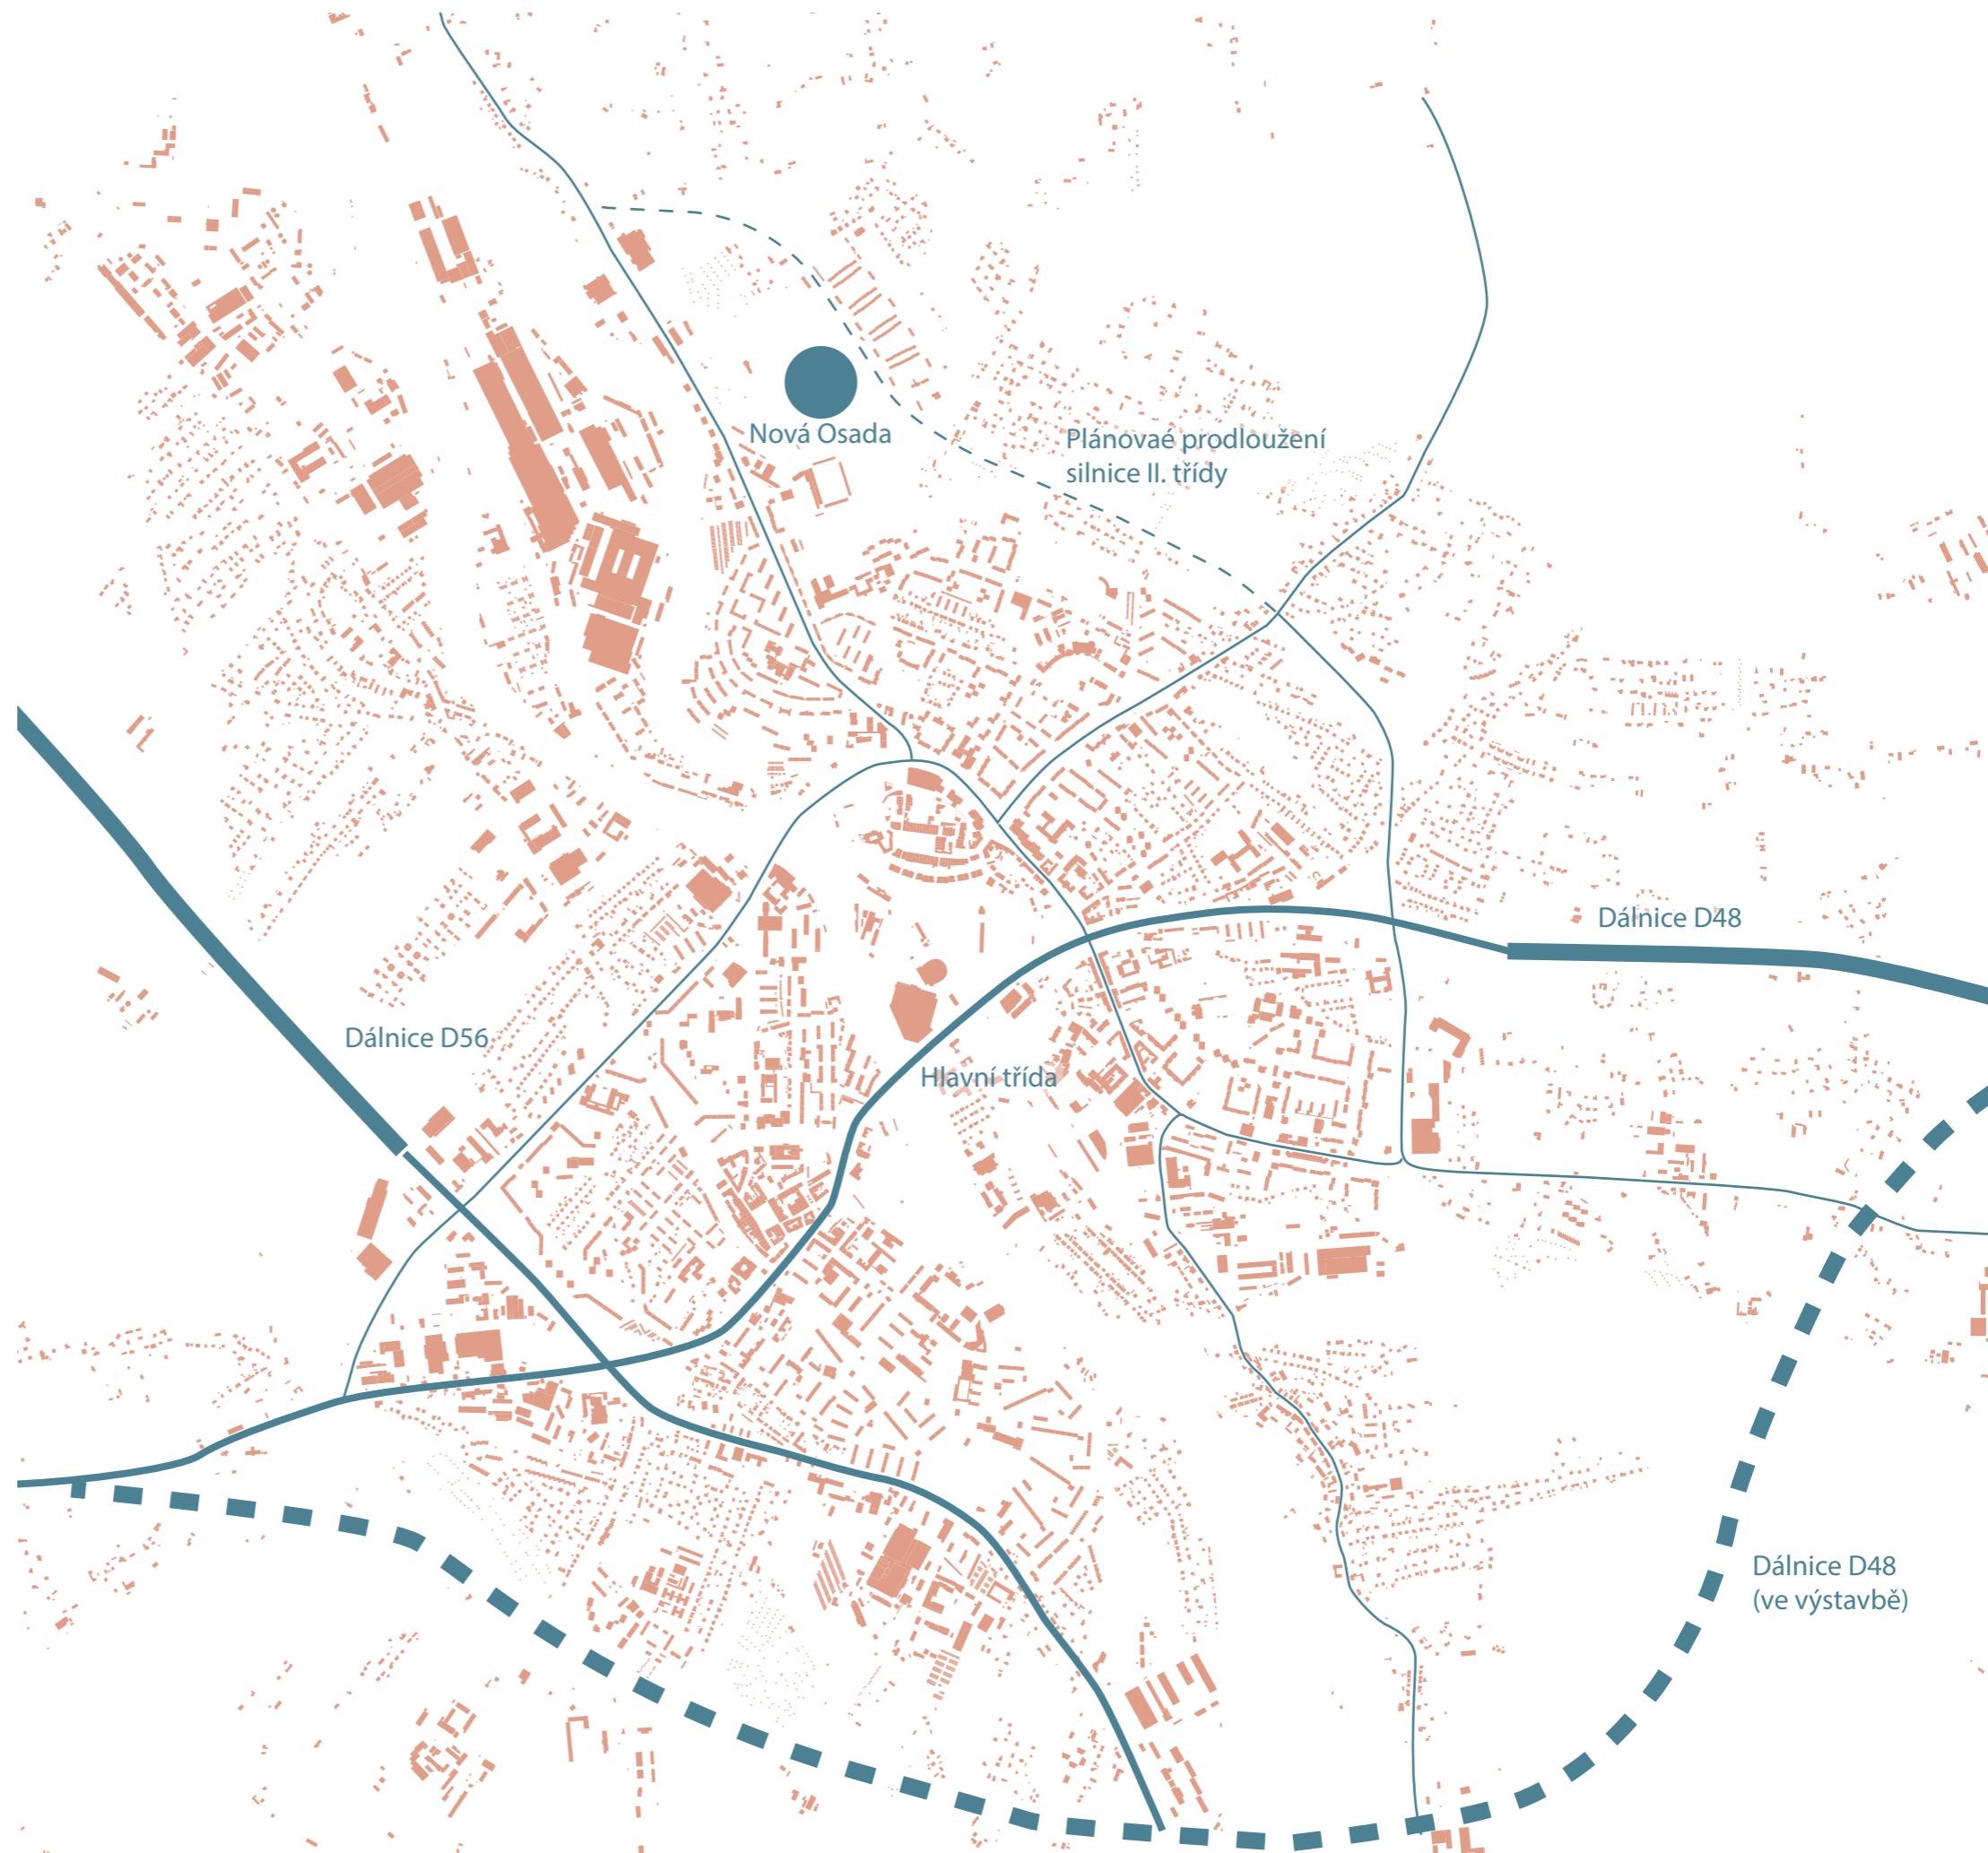 Nová Osada
Plánovaé prodloužení
silnice II. třídy
Dálnice D48
Dálnice D56
Hlavní třída
Dálnice D48
(ve výstavbě)